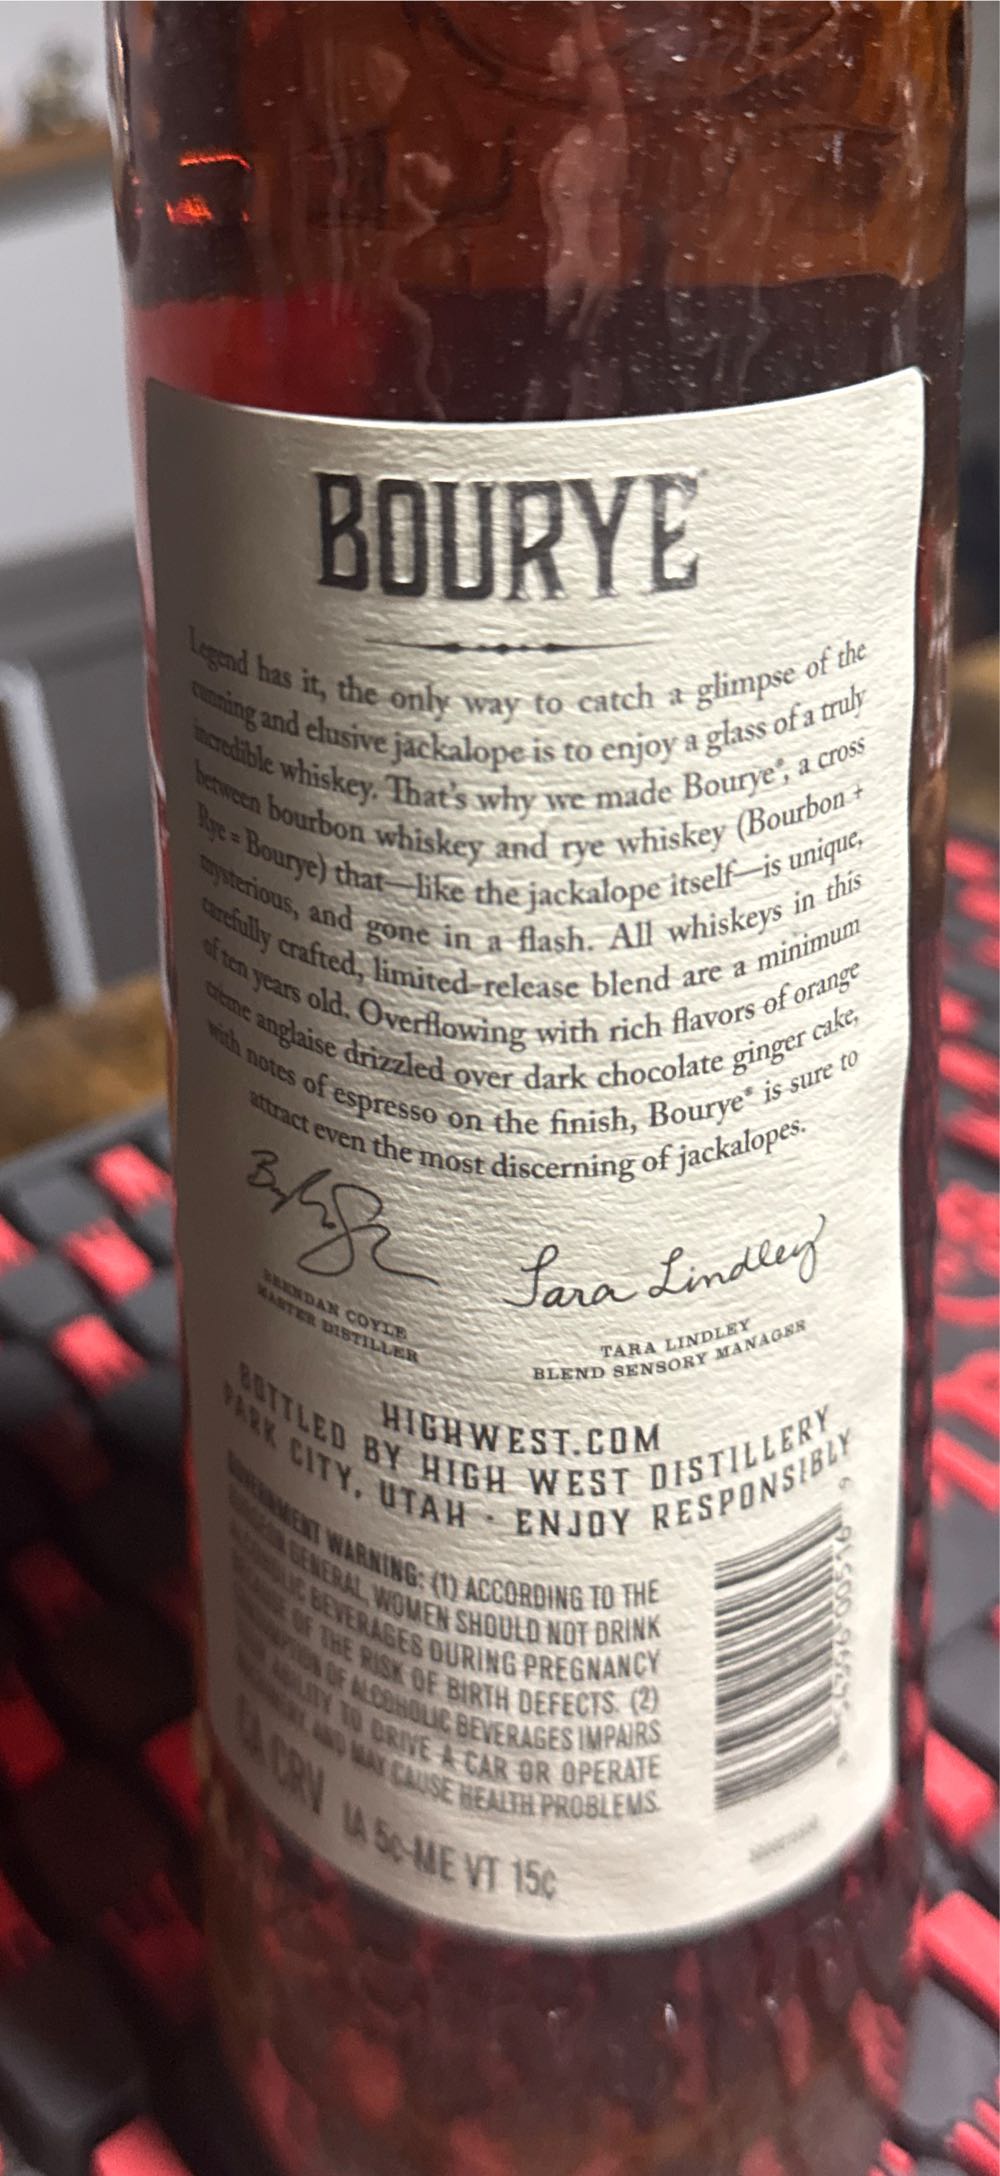 BOURYE
Legend has it, the only way to catch a glimpse of the
cunning and elusive jackalope is to enjoy a glass of a truly
incredible whiskey. That's why we made Bourye®, a cross
between bourbon whiskey and rye whiskey (Bourbon +
Rye = Bourye) that—like the jackalope itself—is unique,
mysterious, and gone in a flash. All whiskeys in this
carefully crafted, limited-release blend are a minimum
of ten years old. Overflowing with rich flavors of orange
crème anglaise drizzled over dark chocolate ginger cake,
with notes of espresso on the finish, Bourye® is sure to
attract even the most discerning of jackalopes.
Tara Lindley
BRENDAN COYLE
MASTER DISTILLER
TARA LINDLEY
BLEND SENSORY MANAGER
HIGHWEST.COM
BOTTLED BY HIGH WEST DISTILLERY
PARK CITY, UTAH · ENJOY RESPONSIBLY
GOVERNMENT WARNING: (1) ACCORDING TO THE
SURGEON GENERAL, WOMEN SHOULD NOT DRINK
ALCOHOLIC BEVERAGES DURING PREGNANCY
BECAUSE OF THE RISK OF BIRTH DEFECTS. (2)
CONSUMPTION OF ALCOHOLIC BEVERAGES IMPAIRS
YOUR ABILITY TO DRIVE A CAR OR OPERATE
MACHINERY AND MAY CAUSE HEALTH PROBLEMS.
CA CRV IA 5¢-ME VT 15¢